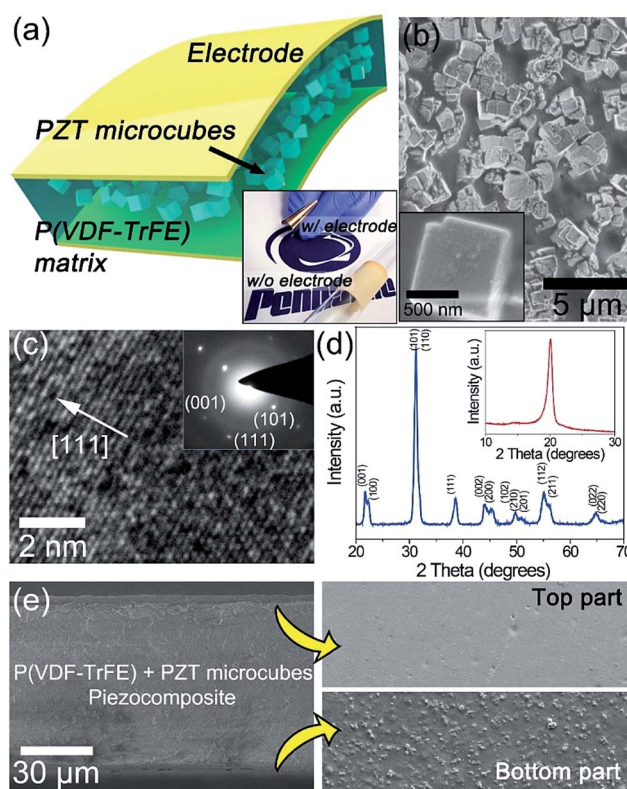 (a)
Electrode
PZT microcubes
P(VDF-TrFE)
matrix
w/ electrode
w/o electrode
(b)
500 nm
5 µm
(c)
[111]
2 nm
(001)
(101)
(111)
(d)
Intensity (a.u.)
2 Theta (degrees)
20 30 40 50 60 70
(001)
(100)
(101)
(110)
(111)
(002)
(200)
(102)
(210)
(201)
(112)
(211)
(022)
(220)
Intensity (a.u.)
10 20 30
2 Theta (degrees)
(e)
P(VDF-TrFE) + PZT microcubes
Piezocomposite
30 µm
Top part
Bottom part